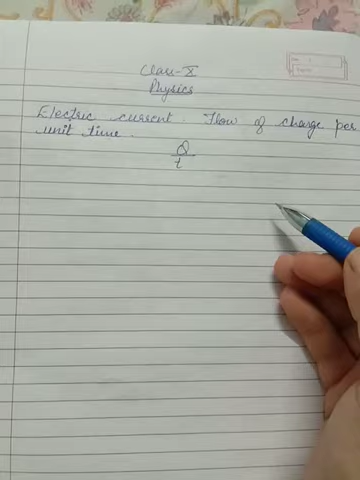 Class-X
Physics
Electric current. Flow of charge per
unit time.
Q
t